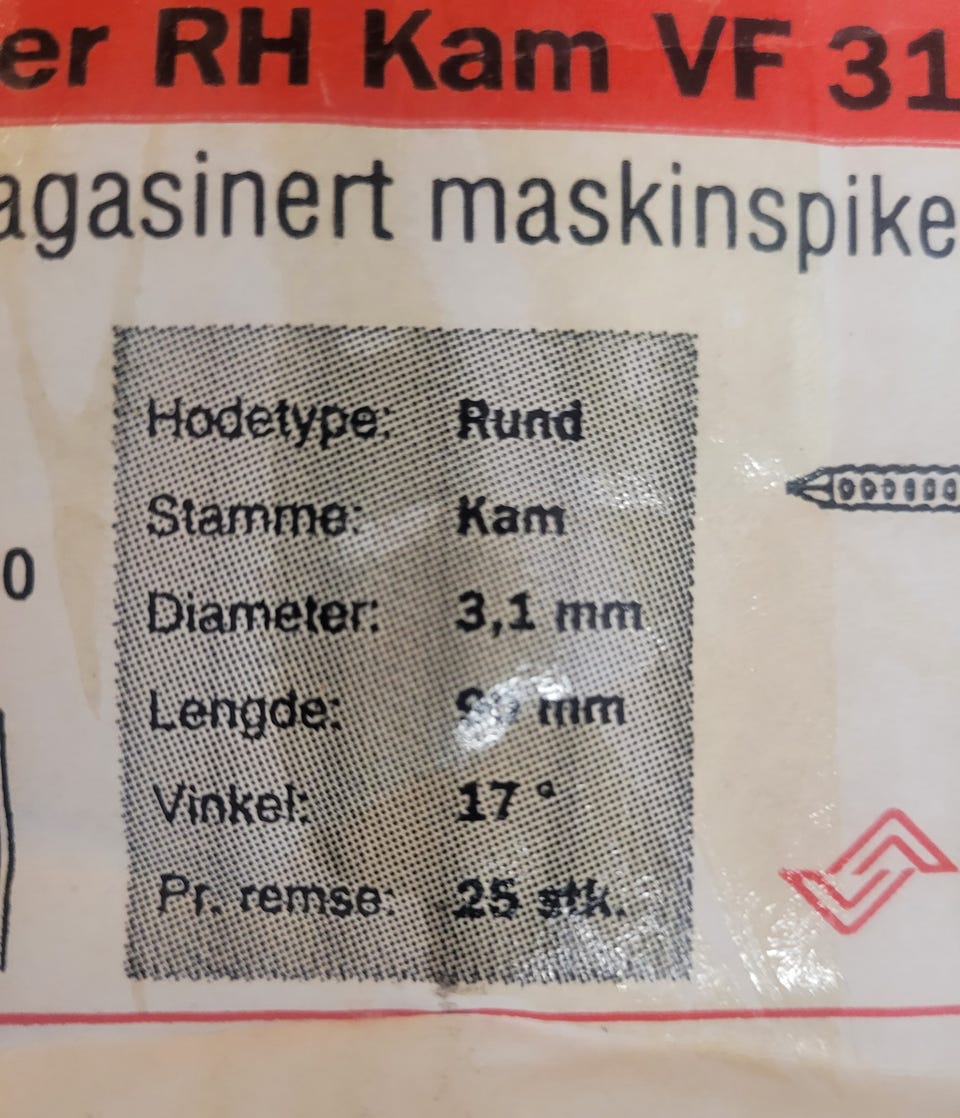 er RH Kam VF 31
agasinert maskinspike
Hodetype: Rund
Stamme: Kam
Diameter: 3,1 mm
0
Lengde: mm
Vinkel: 17 °
Pr. remse: 25 stk.